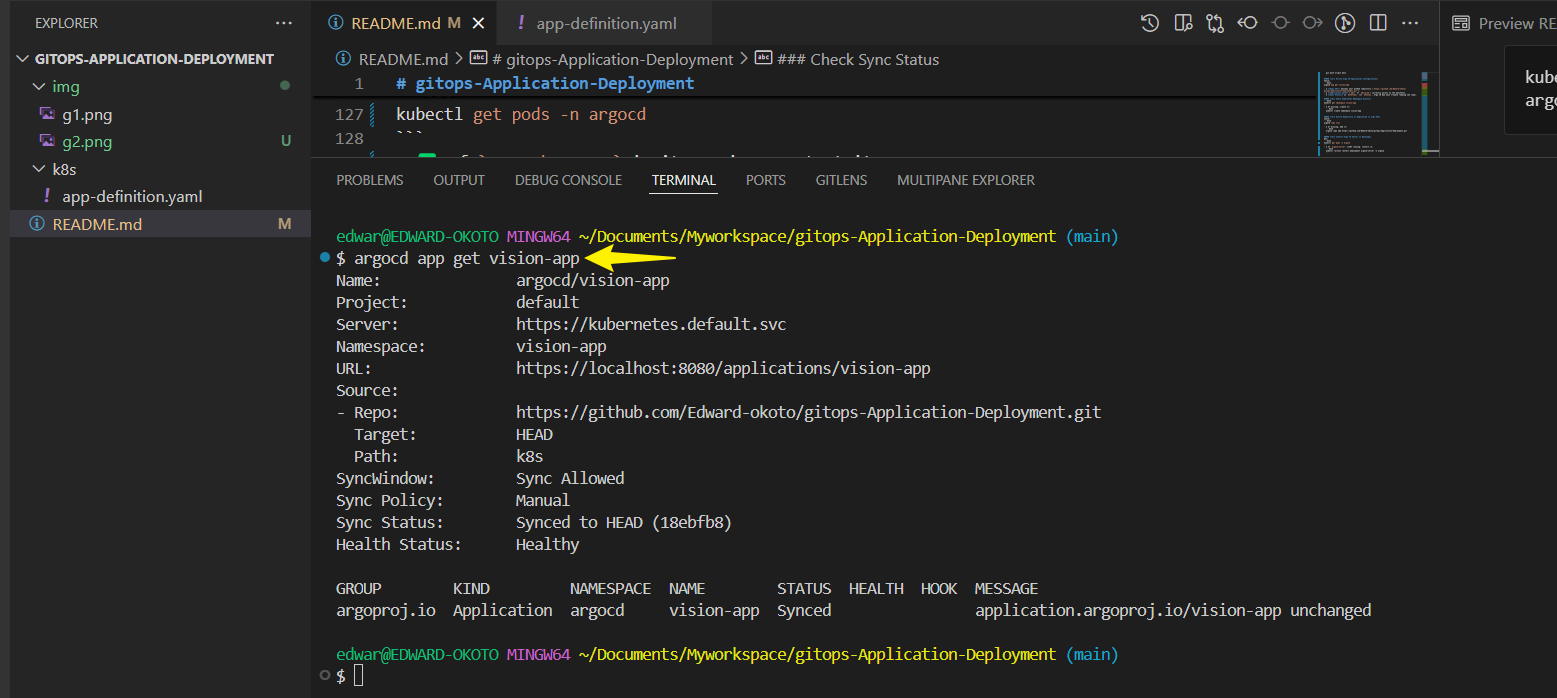 EXPLORER ...
GITOPS-APPLICATION-DEPLOYMENT
img
g1.png
g2.png U
k8s
! app-definition.yaml
README.md M
README.md M
! app-definition.yaml
Preview RE
README.md > # gitops-Application-Deployment > ### Check Sync Status
1 # gitops-Application-Deployment
127 kubectl get pods -n argocd
128 ```
kube
argo
PROBLEMS OUTPUT DEBUG CONSOLE TERMINAL PORTS GITLENS MULTIPANE EXPLORER
edwar@EDWARD-OKOTO MINGW64 ~/Documents/Myworkspace/gitops-Application-Deployment (main)
$ argocd app get vision-app
Name: argocd/vision-app
Project: default
Server: https://kubernetes.default.svc
Namespace: vision-app
URL: https://localhost:8080/applications/vision-app
Source:
- Repo: https://github.com/Edward-okoto/gitops-Application-Deployment.git
Target: HEAD
Path: k8s
SyncWindow: Sync Allowed
Sync Policy: Manual
Sync Status: Synced to HEAD (18ebfb8)
Health Status: Healthy
GROUP KIND NAMESPACE NAME STATUS HEALTH HOOK MESSAGE
argoproj.io Application argocd vision-app Synced application.argoproj.io/vision-app unchanged
edwar@EDWARD-OKOTO MINGW64 ~/Documents/Myworkspace/gitops-Application-Deployment (main)
$